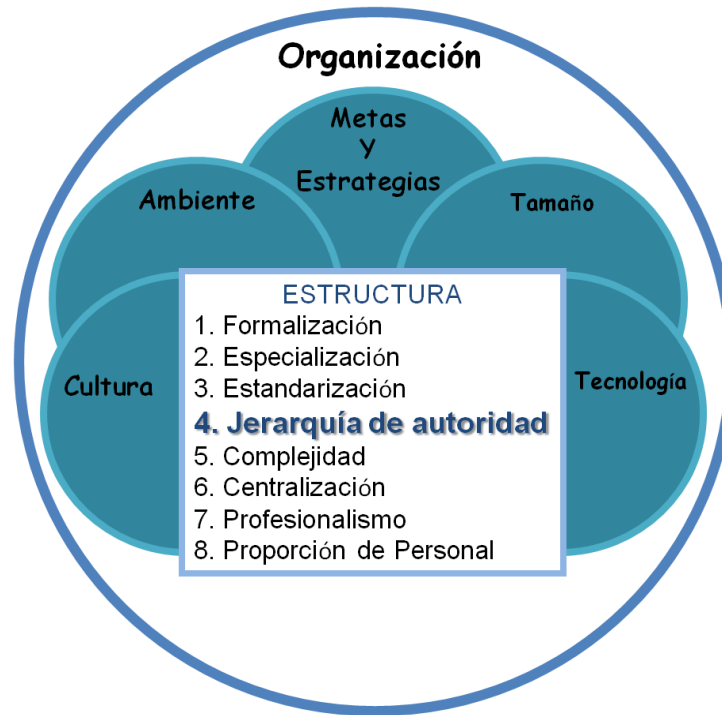 Organización
Metas
Y
Estrategias
Ambiente
Tamaño
Cultura
Tecnología
ESTRUCTURA
1. Formalización
2. Especialización
3. Estandarización
4. Jerarquía de autoridad
5. Complejidad
6. Centralización
7. Profesionalismo
8. Proporción de Personal